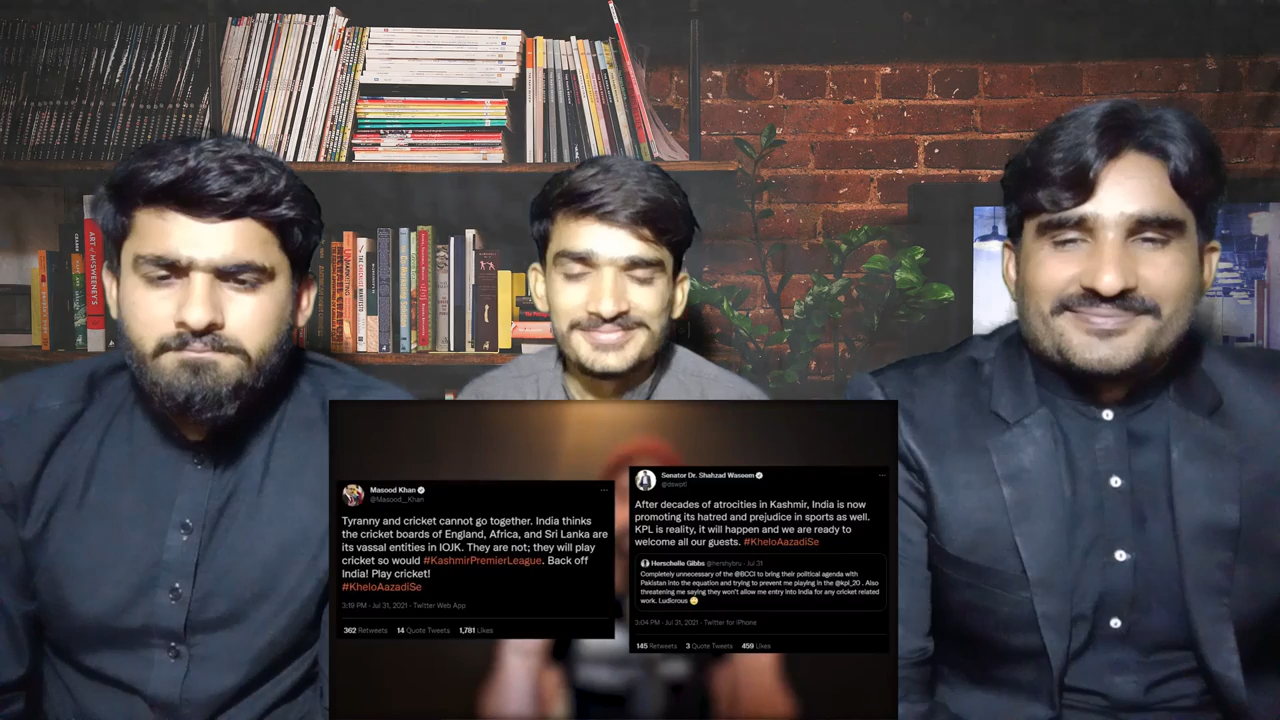 ART OF McSWEENEY'S
Masood Khan
@Masood__Khan
Tyranny and cricket cannot go together. India thinks
the cricket boards of England, Africa, and Sri Lanka are
its vassal entities in IOJK. They are not; they will play
cricket so would #KashmirPremierLeague. Back off
India! Play cricket!
#KheloAazadiSe
3:19 PM · Jul 31, 2021 · Twitter Web App
362 Retweets 14 Quote Tweets 1,781 Likes
Senator Dr. Shahzad Waseem
After decades of atrocities in Kashmir, India is now
promoting its hatred and prejudice in sports as well.
KPL is reality, it will happen and we are ready to
welcome all our guests. #KheloAazadiSe
Herschelle Gibbs @hershybru · Jul 31
Completely unnecessary of the @BCCI to bring their political agenda with
Pakistan into the equation and trying to prevent me playing in the @kpl_20 . Also
threatening me saying they won't allow me entry into India for any cricket related
work. Ludicrous 🙄
3:04 PM · Jul 31, 2021 · Twitter for iPhone
145 Retweets 3 Quote Tweets 459 Likes